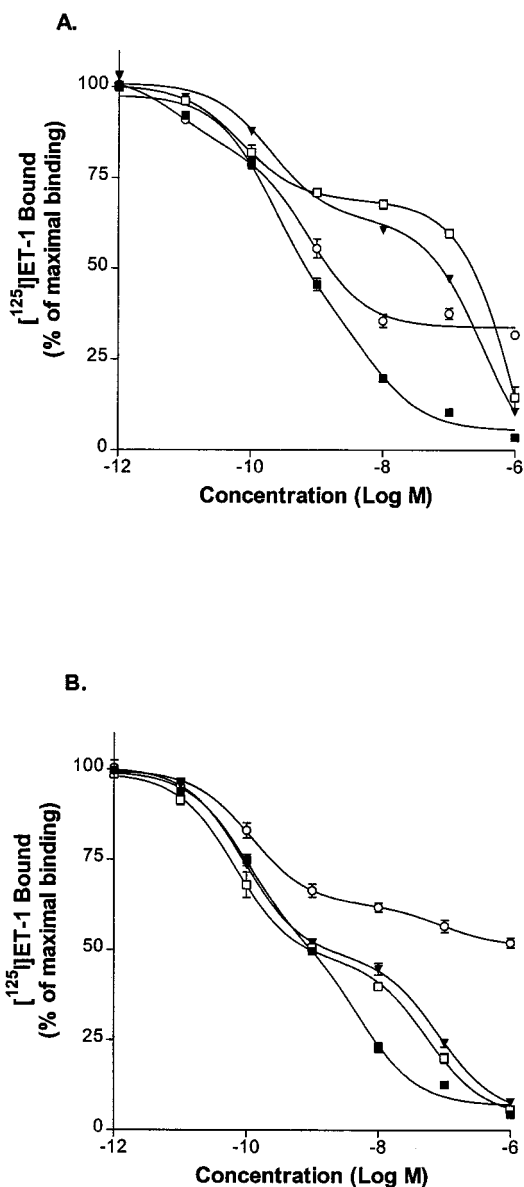 A.
[¹²⁵I]ET-1 Bound
(% of maximal binding)
100
75
50
25
0
-12
-10
-8
-6
Concentration (Log M)
B.
[¹²⁵I]ET-1 Bound
(% of maximal binding)
100
75
50
25
0
-12
-10
-8
-6
Concentration (Log M)